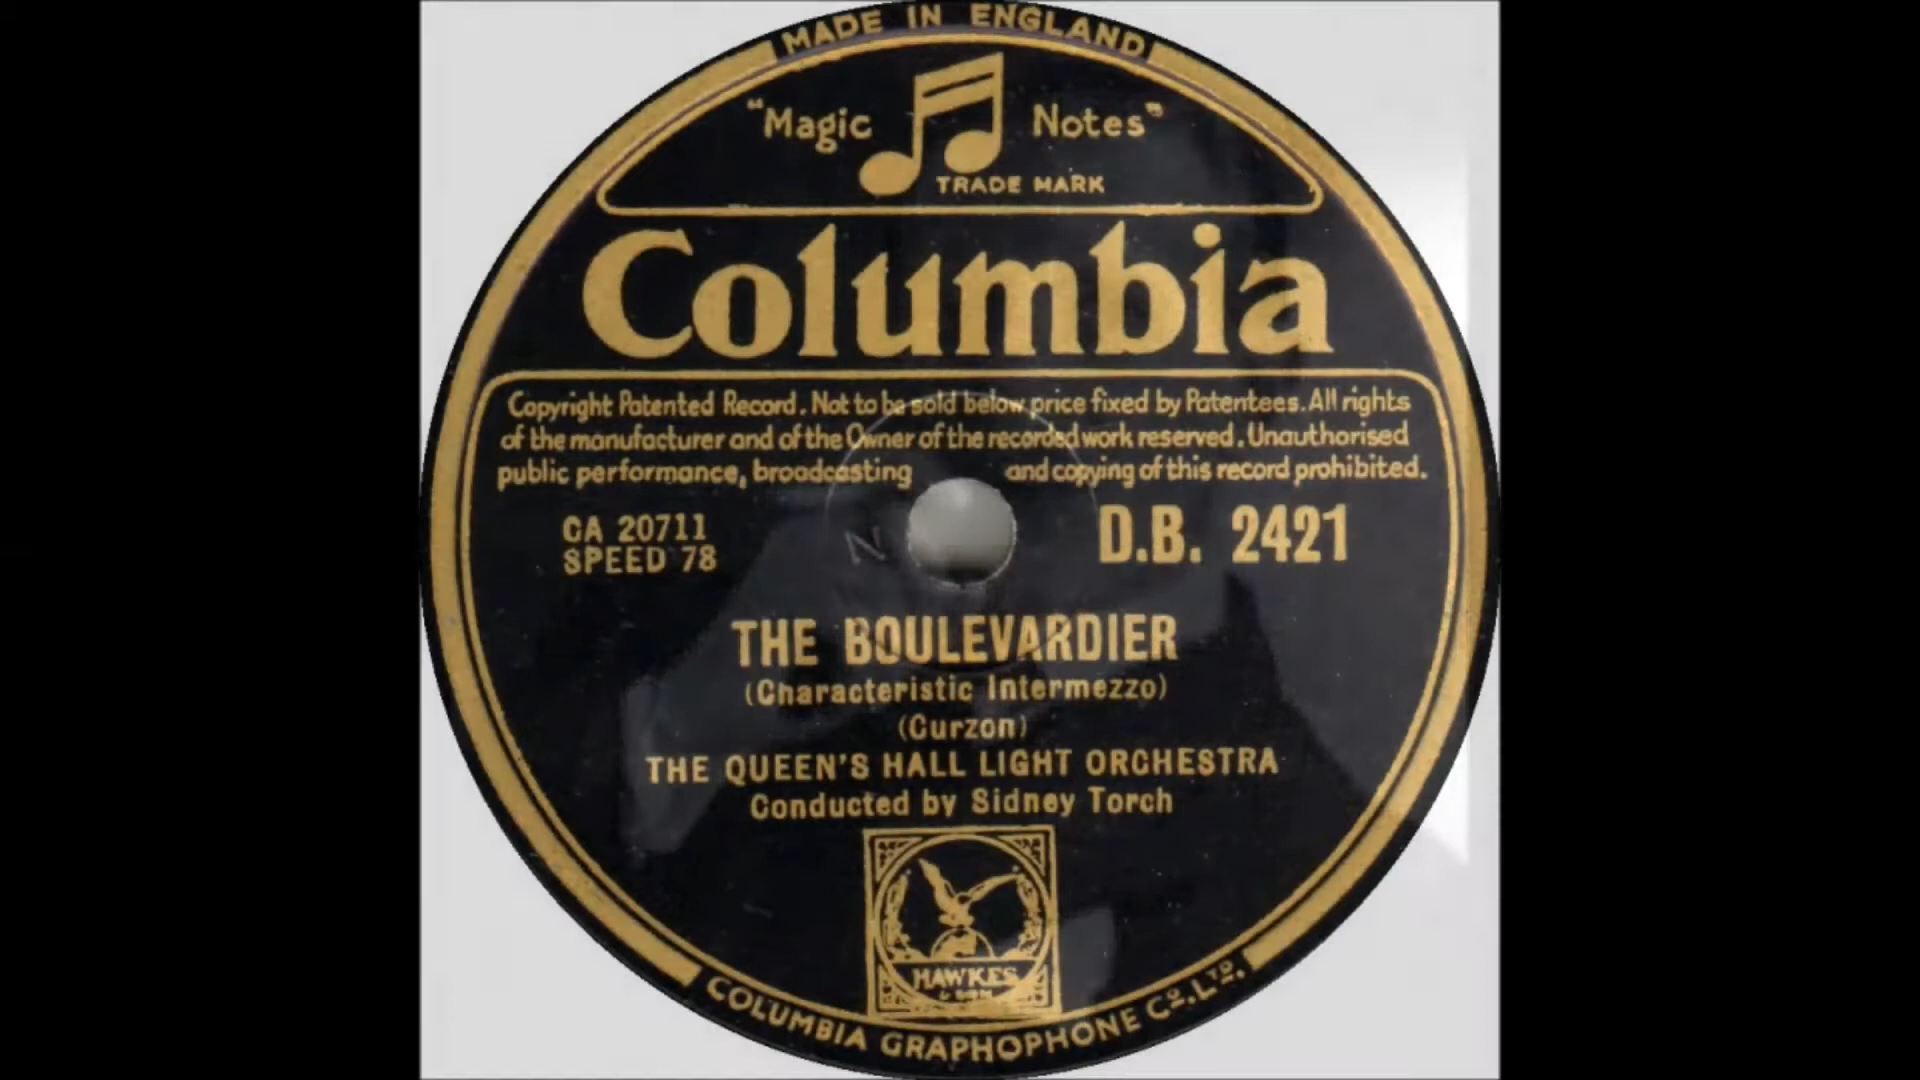 MADE IN ENGLAND
"Magic Notes"
TRADE MARK
Columbia
Copyright Patented Record. Not to be sold below price fixed by Patentees. All rights
of the manufacturer and of the Owner of the recorded work reserved. Unauthorised
public performance, broadcasting and copying of this record prohibited.
CA 20711
SPEED 78
N
D.B. 2421
THE BOULEVARDIER
(Characteristic Intermezzo)
(Curzon)
THE QUEEN'S HALL LIGHT ORCHESTRA
Conducted by Sidney Torch
HAWKES
COLUMBIA GRAPHOPHONE Co. LTD.